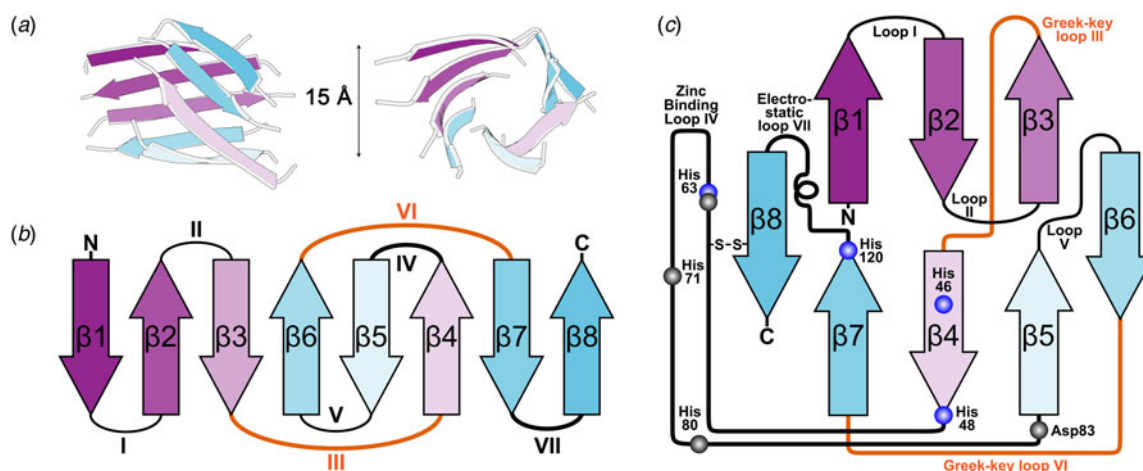 (a)
15 Å
(b)
N
II
VI
IV
C
β1
β2
β3
β6
β5
β4
β7
β8
I
V
III
VII
(c)
Loop I
Greek-key
loop III
Zinc
Binding
Loop IV
Electro-
static
loop VII
β1
β2
β3
His
63
β8
N
Loop
II
Loop
V
β6
S-S
His
71
His
120
His
46
C
β7
β4
β5
His
80
His
48
Asp83
Greek-key loop VI